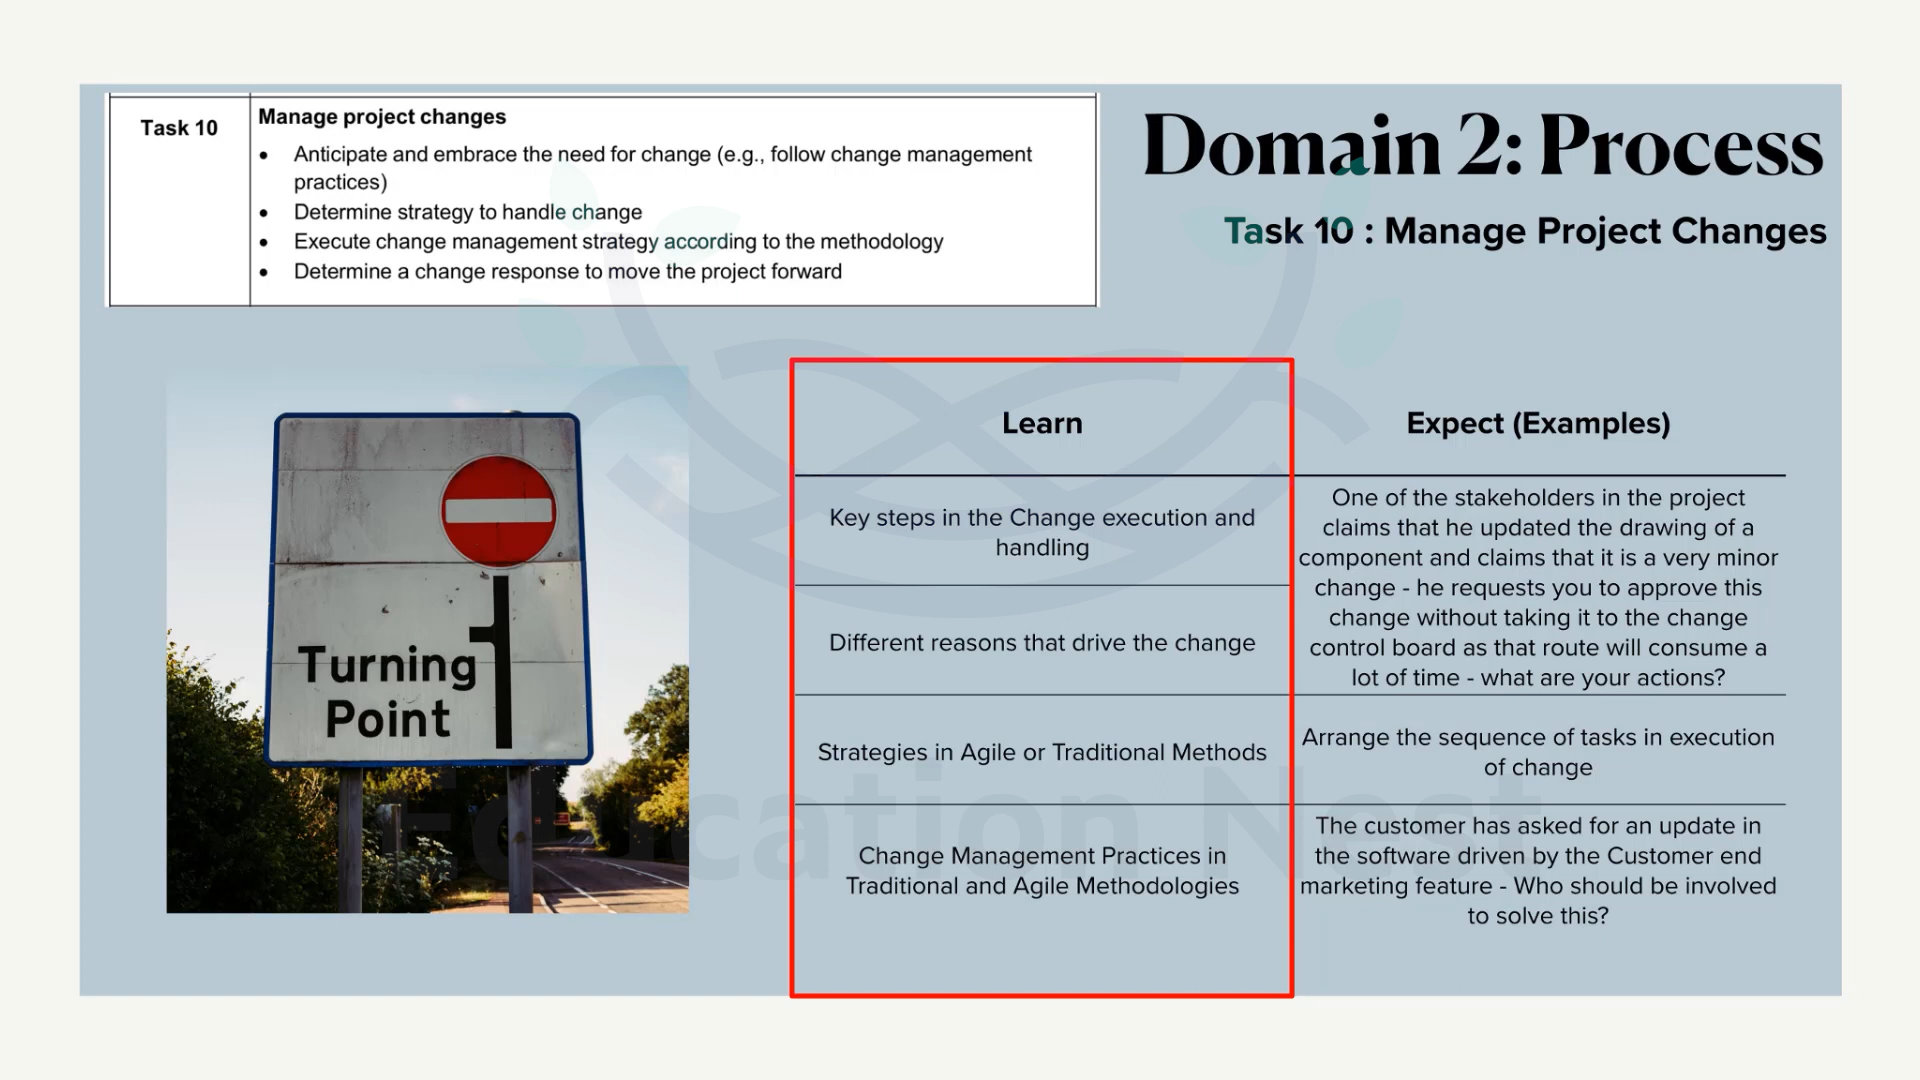 Task 10
Manage project changes
• Anticipate and embrace the need for change (e.g., follow change management
practices)
• Determine strategy to handle change
• Execute change management strategy according to the methodology
• Determine a change response to move the project forward
Domain 2: Process
Task 10 : Manage Project Changes
Turning
Point
Learn
Expect (Examples)
Key steps in the Change execution and
handling
Different reasons that drive the change
One of the stakeholders in the project
claims that he updated the drawing of a
component and claims that it is a very minor
change - he requests you to approve this
change without taking it to the change
control board as that route will consume a
lot of time - what are your actions?
Strategies in Agile or Traditional Methods
Arrange the sequence of tasks in execution
of change
Change Management Practices in
Traditional and Agile Methodologies
The customer has asked for an update in
the software driven by the Customer end
marketing feature - Who should be involved
to solve this?
Education Nest